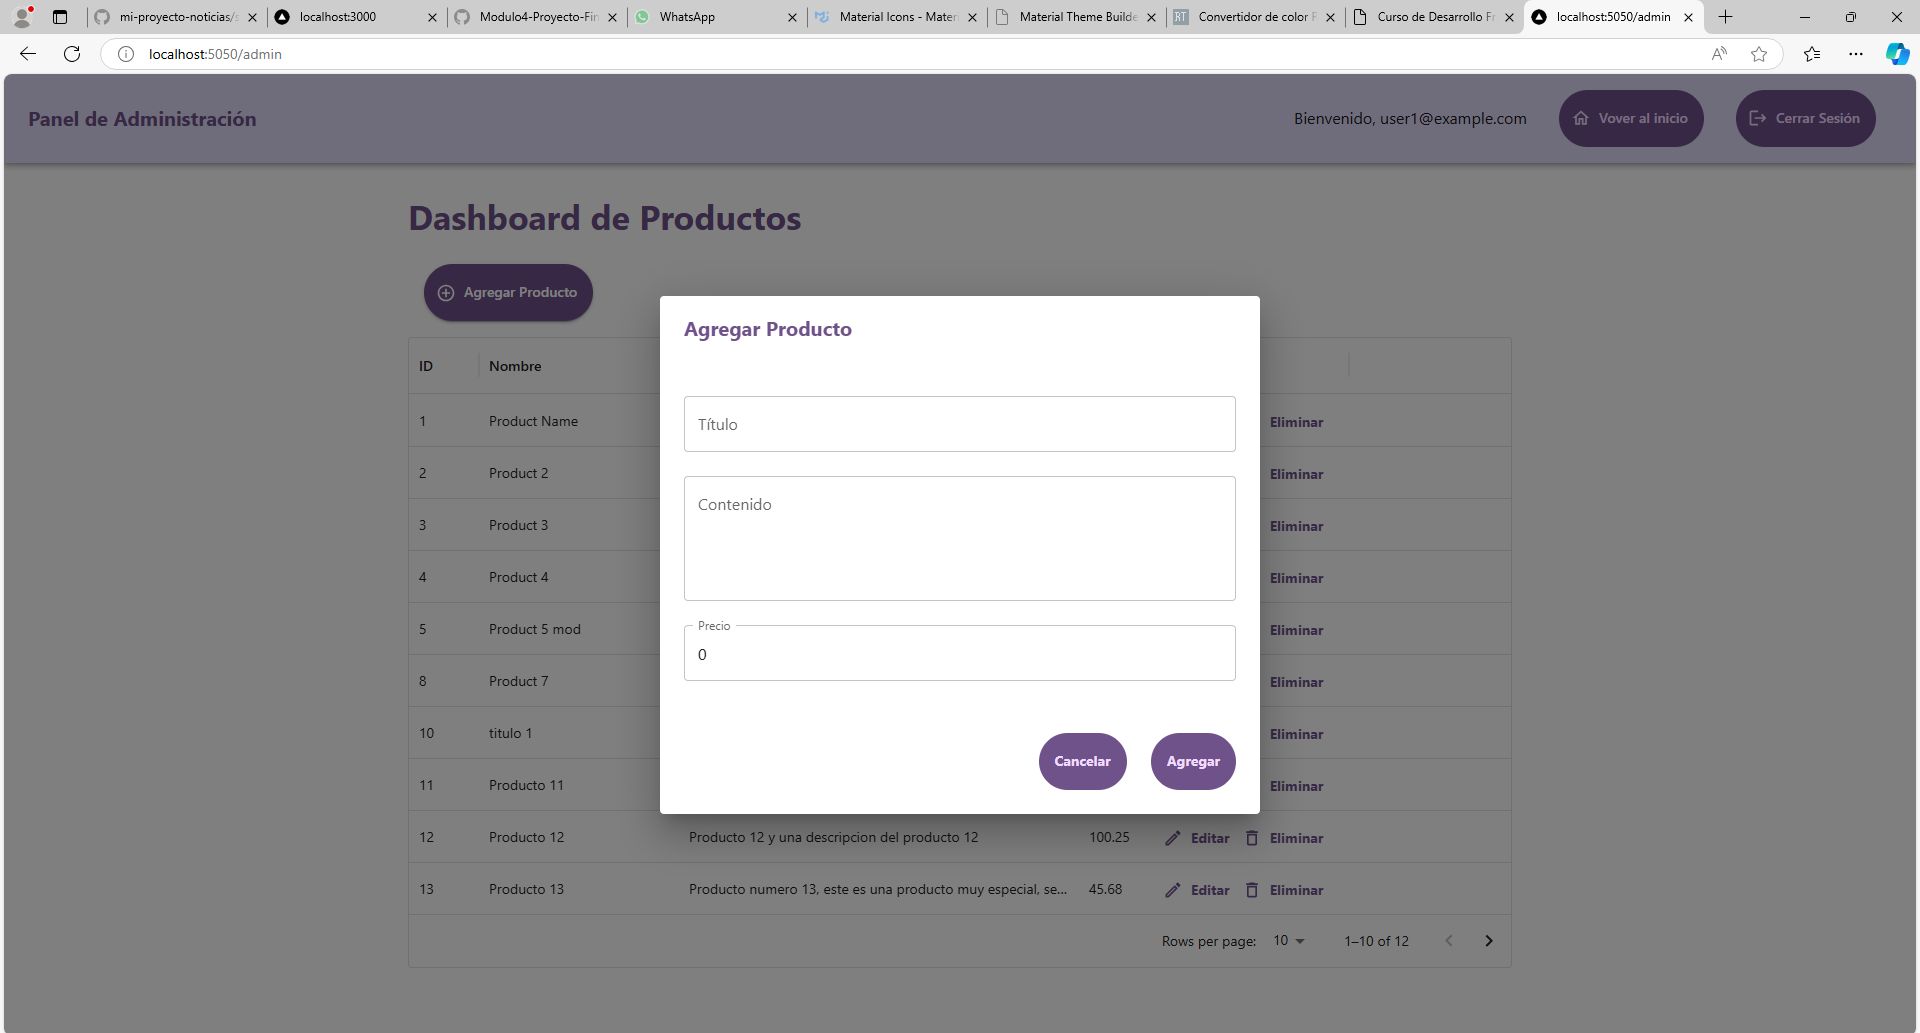 mi-proyecto-noticias/s
localhost:3000
Modulo4-Proyecto-Fin
WhatsApp
Material Icons - Materi
Material Theme Builde
RT
Convertidor de color R
Curso de Desarrollo Fr
localhost:5050/admin
localhost:5050/admin
Panel de Administración
Bienvenido, user1@example.com
Vover al inicio
Cerrar Sesión
Dashboard de Productos
Agregar Producto
ID Nombre
1 Product Name Eliminar
2 Product 2 Eliminar
3 Product 3 Eliminar
4 Product 4 Eliminar
5 Product 5 mod Eliminar
8 Product 7 Eliminar
10 titulo 1 Eliminar
11 Producto 11 Eliminar
12 Producto 12 Producto 12 y una descripcion del producto 12 100.25 Editar Eliminar
13 Producto 13 Producto numero 13, este es una producto muy especial, se... 45.68 Editar Eliminar
Rows per page: 10 1–10 of 12
Agregar Producto
Título
Contenido
Precio
0
Cancelar
Agregar